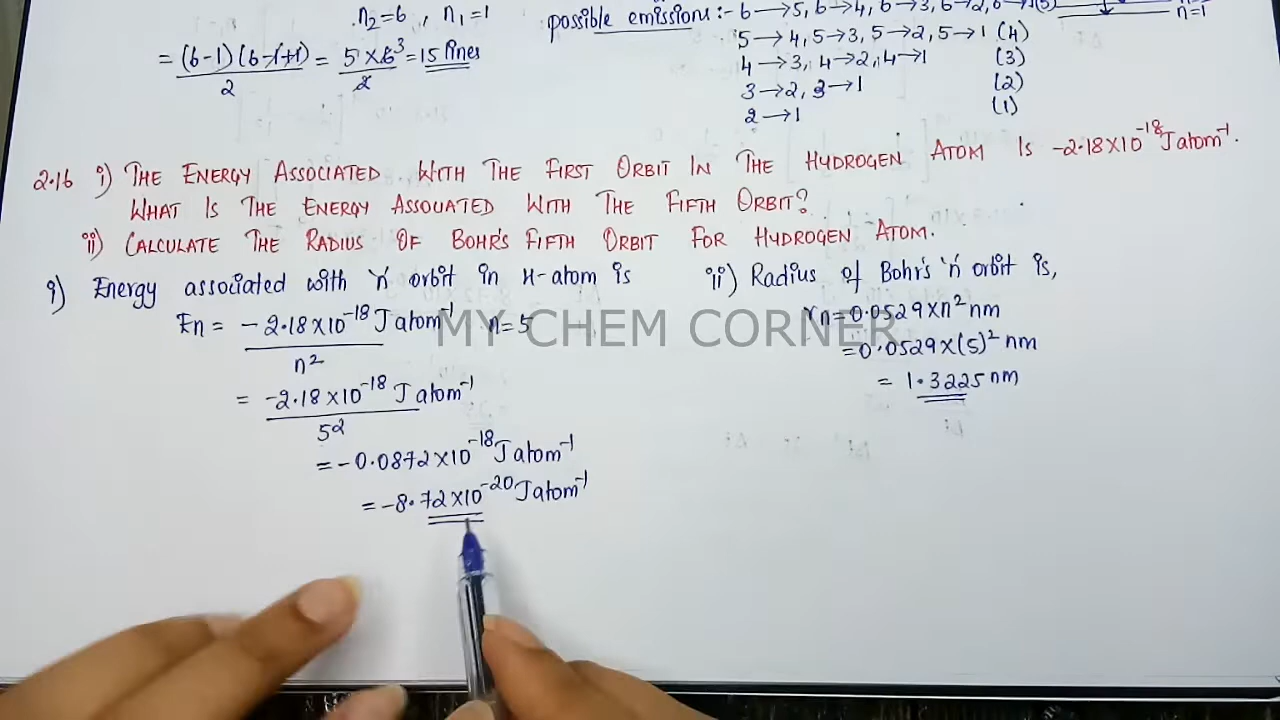 n₂=6 , n₁=1
= (6-1)(6-1+1)/2 = 5×6³/2 = 15 lines
possible emissions :- 6→5, 6→4, 6→3, 6→2, 6→1(5)
5→4, 5→3, 5→2, 5→1 (4)
4→3, 4→2, 4→1 (3)
3→2, 3→1 (2)
2→1 (1)
n=1
2.16 i) THE ENERGY ASSOCIATED WITH THE FIRST ORBIT IN THE HYDROGEN ATOM IS -2.18×10⁻¹⁸J atom⁻¹.
WHAT IS THE ENERGY ASSOCIATED WITH THE FIFTH ORBIT?
ii) CALCULATE THE RADIUS OF BOHR'S FIFTH ORBIT FOR HYDROGEN ATOM.
i) Energy associated with 'n' orbit in H-atom is
En = -2.18×10⁻¹⁸ J atom⁻¹/n² n=5
= -2.18×10⁻¹⁸ J atom⁻¹/5²
= -0.0872×10⁻¹⁸ J atom⁻¹
= -8.72×10⁻²⁰ J atom⁻¹
ii) Radius of Bohr's 'n' orbit is,
rn = 0.0529×n² nm
= 0.0529×(5)² nm
= 1.3225 nm
MY CHEM CORNER